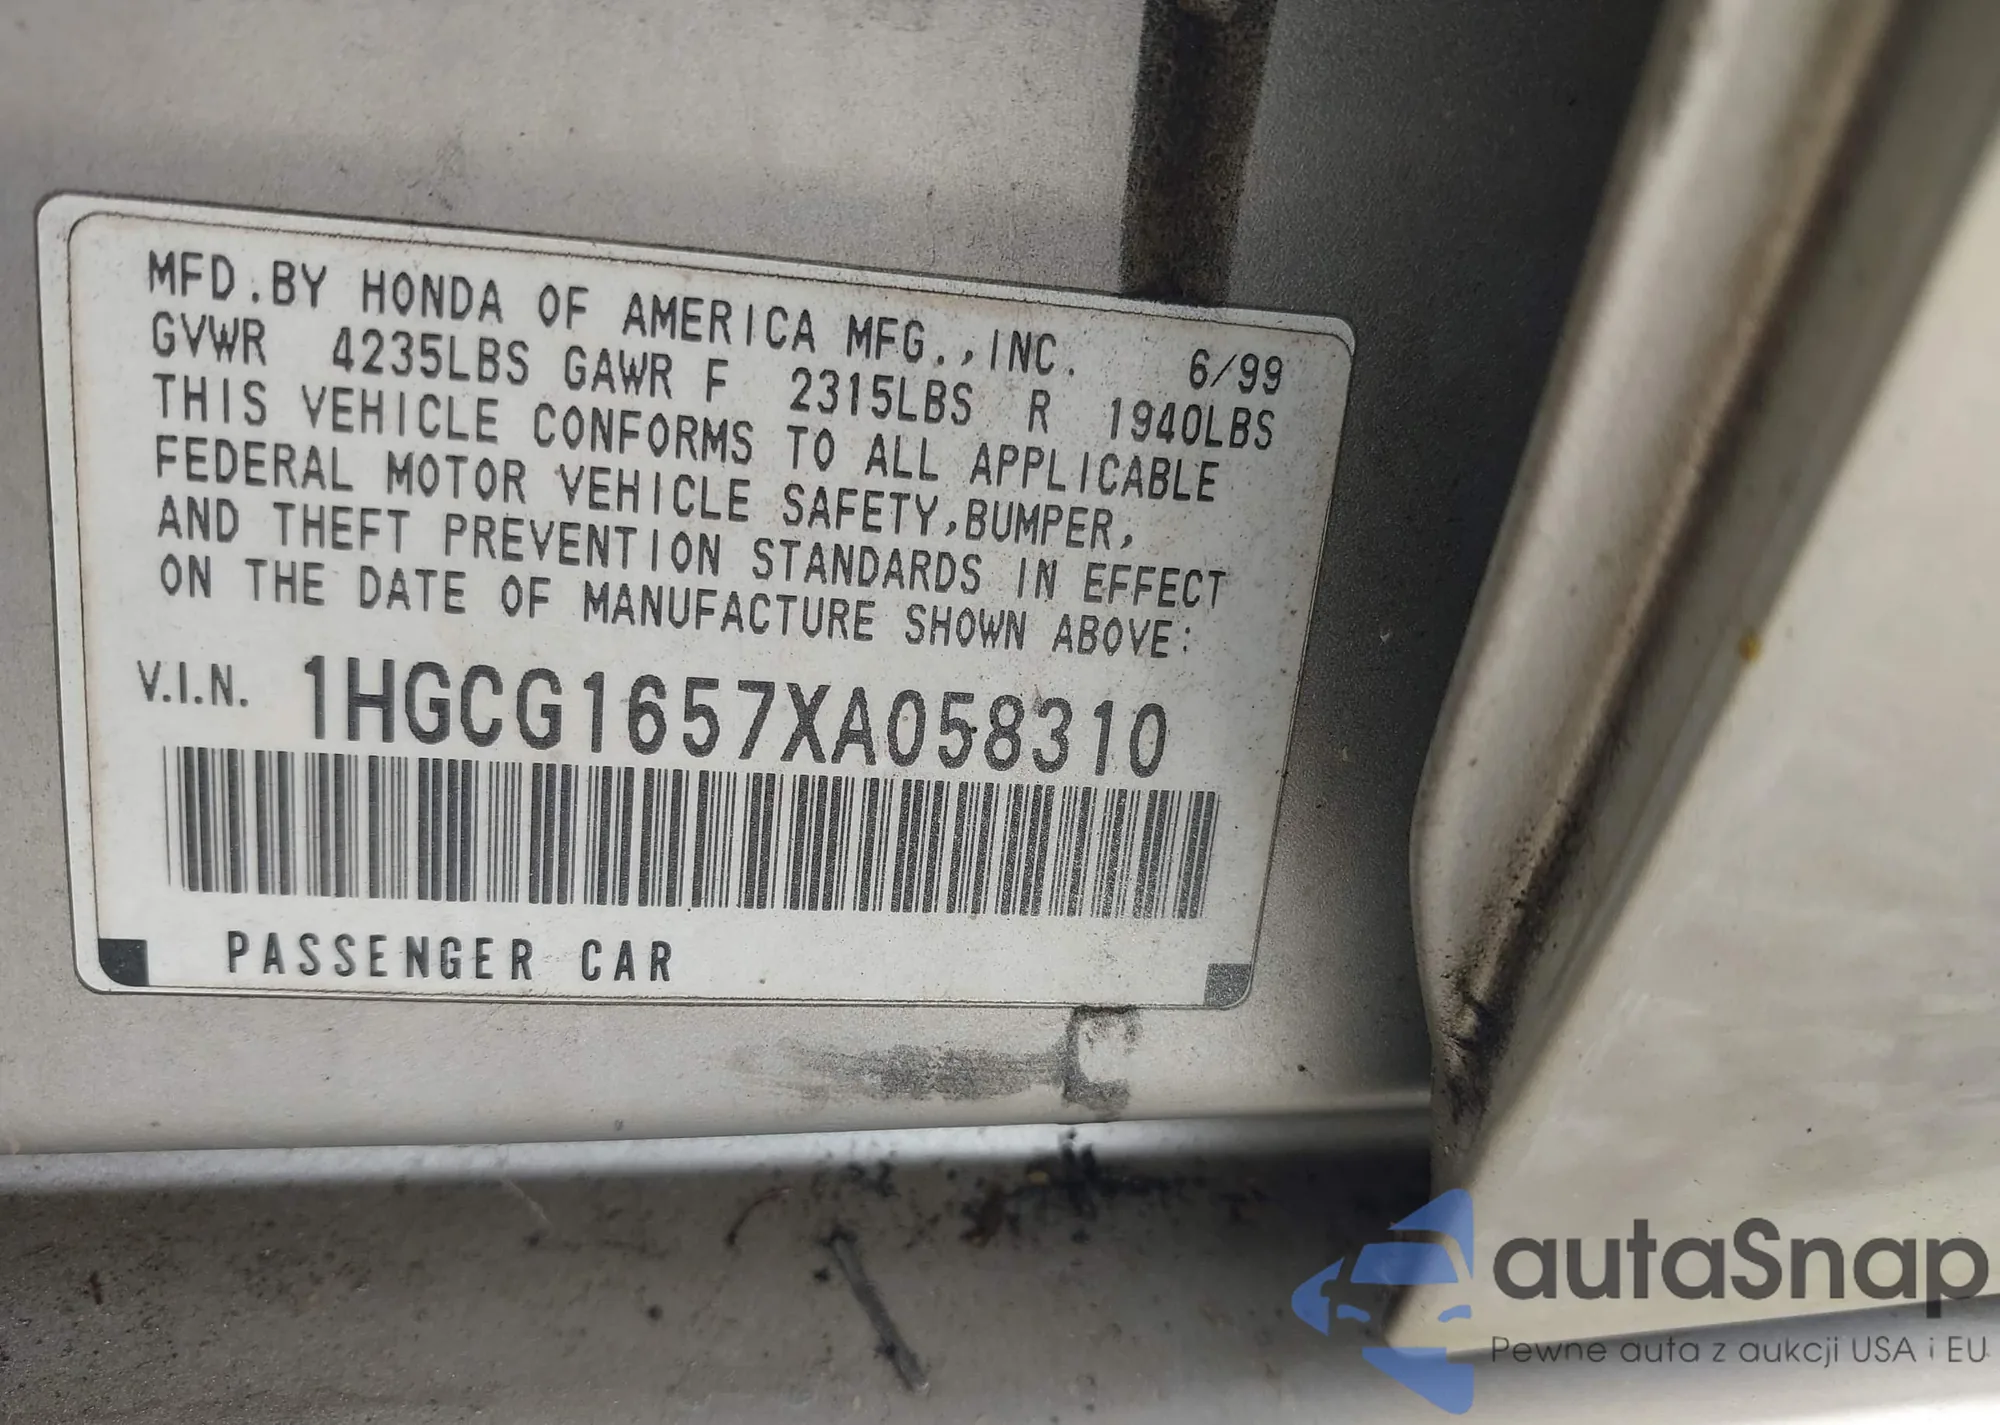 MFD.BY HONDA OF AMERICA MFG.,INC. 6/99
GVWR 4235LBS GAWR F 2315LBS R 1940LBS
THIS VEHICLE CONFORMS TO ALL APPLICABLE
FEDERAL MOTOR VEHICLE SAFETY,BUMPER,
AND THEFT PREVENTION STANDARDS IN EFFECT
ON THE DATE OF MANUFACTURE SHOWN ABOVE:
V.I.N. 1HGCG1657XA058310
PASSENGER CAR
autaSnap
Pewne auta z aukcji USA i EU